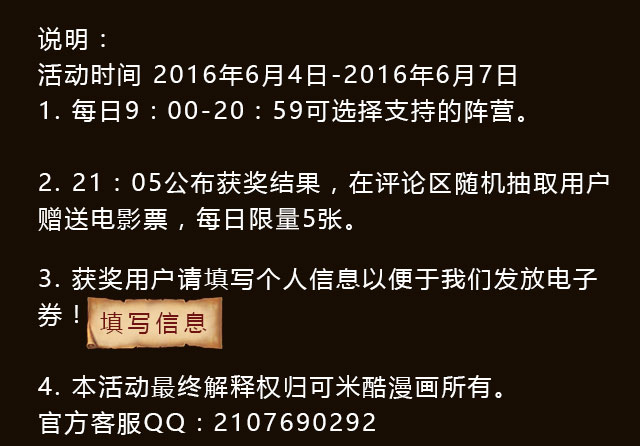 说明：
活动时间 2016年6月4日-2016年6月7日
1. 每日9：00-20：59可选择支持的阵营。
2. 21：05公布获奖结果，在评论区随机抽取用户
赠送电影票，每日限量5张。
3. 获奖用户请填写个人信息以便于我们发放电子
券！填写信息
4. 本活动最终解释权归可米酷漫画所有。
官方客服QQ：2107690292